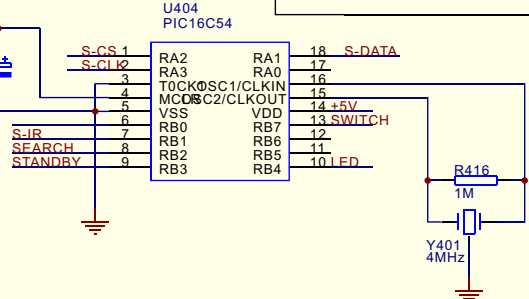 U404
PIC16C54
S-CS 1 RA2 RA1 18 S-DATA
S-CLK 2 RA3 RA0 17
3 T0CKI OSC1/CLKIN 16
4 MCLR OSC2/CLKOUT 15
5 VSS VDD 14 +5V
6 RB0 RB7 13 SWITCH
S-IR 7 RB1 RB6 12
SEARCH 8 RB2 RB5 11
STANDBY 9 RB3 RB4 10 LED
R416
1M
Y401
4MHz